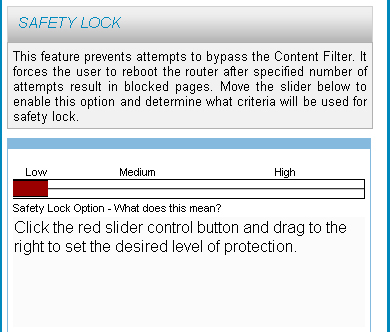 SAFETY LOCK
This feature prevents attempts to bypass the Content Filter. It
forces the user to reboot the router after specified number of
attempts result in blocked pages. Move the slider below to
enable this option and determine what criteria will be used for
safety lock.
Low Medium High
Safety Lock Option - What does this mean?
Click the red slider control button and drag to the
right to set the desired level of protection.